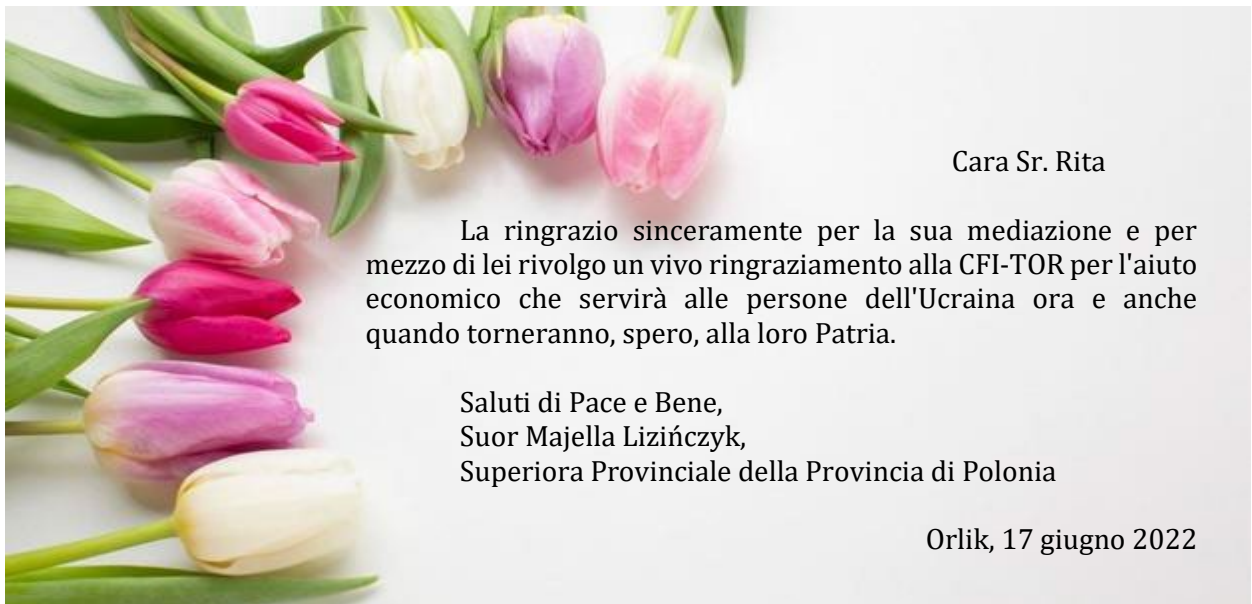 Cara Sr. Rita
La ringrazio sinceramente per la sua mediazione e per
mezzo di lei rivolgo un vivo ringraziamento alla CFI-TOR per l'aiuto
economico che servirà alle persone dell'Ucraina ora e anche
quando torneranno, spero, alla loro Patria.
Saluti di Pace e Bene,
Suor Majella Lizińczyk,
Superiora Provinciale della Provincia di Polonia
Orlik, 17 giugno 2022